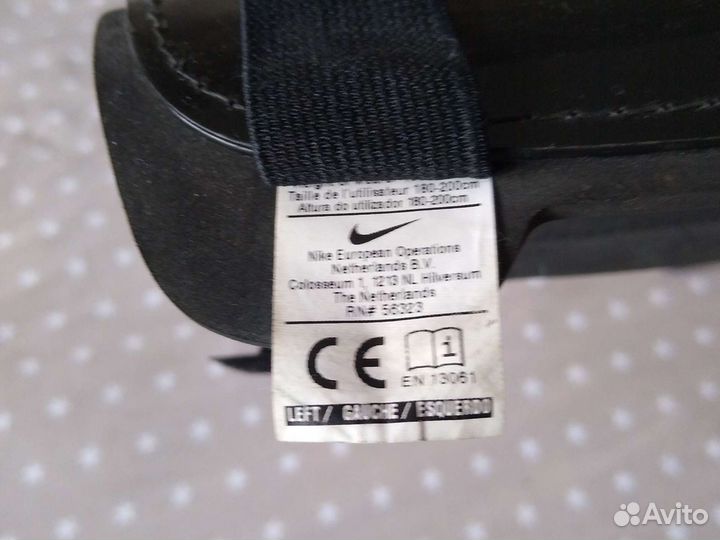 Taille de l'utilisateur 180-200cm
Altura do utilizador 180-200cm
Nike European Operations
Netherlands B.V.
Colosseum 1, 1213 NL Hilversum
The Netherlands
RN# 56323
CE i
EN 13061
LEFT / GAUCHE / ESQUERDO
Avito